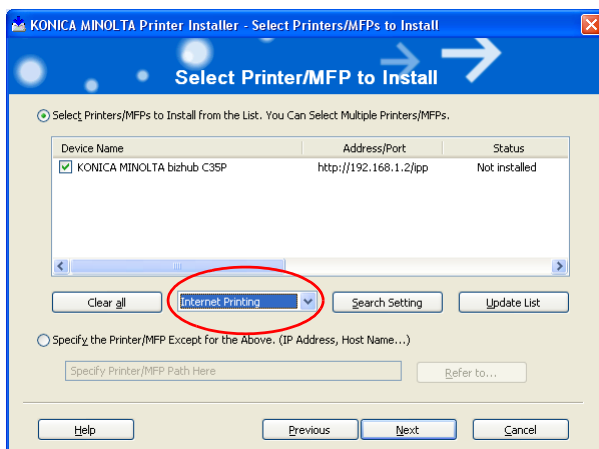 KONICA MINOLTA Printer Installer - Select Printers/MFPs to Install
Select Printer/MFP to Install
Select Printers/MFPs to Install from the List. You Can Select Multiple Printers/MFPs.
Device Name Address/Port Status
KONICA MINOLTA bizhub C35P http://192.168.1.2/ipp Not installed
Clear all Internet Printing Search Setting Update List
Specify the Printer/MFP Except for the Above. (IP Address, Host Name...)
Specify Printer/MFP Path Here Refer to...
Help Previous Next Cancel